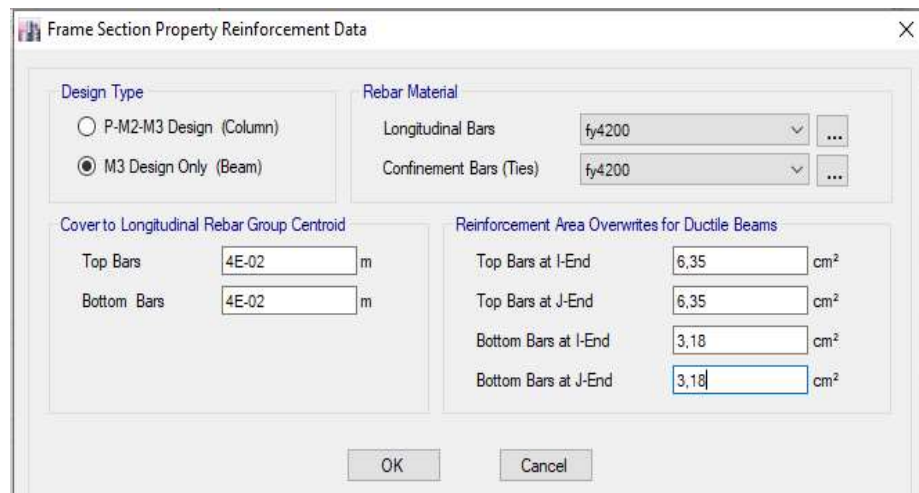 Frame Section Property Reinforcement Data
Design Type
P-M2-M3 Design (Column)
M3 Design Only (Beam)
Rebar Material
Longitudinal Bars fy4200 ...
Confinement Bars (Ties) fy4200 ...
Cover to Longitudinal Rebar Group Centroid
Top Bars 4E-02 m
Bottom Bars 4E-02 m
Reinforcement Area Overwrites for Ductile Beams
Top Bars at I-End 6,35 cm²
Top Bars at J-End 6,35 cm²
Bottom Bars at I-End 3,18 cm²
Bottom Bars at J-End 3,18 cm²
OK Cancel